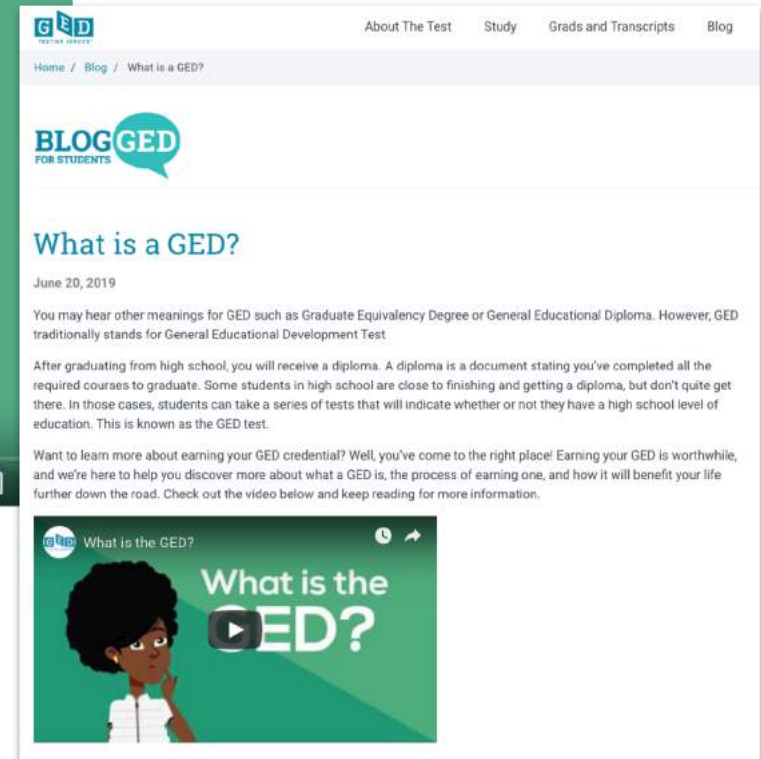 GED
TESTING SERVICE
About The Test Study Grads and Transcripts Blog
Home / Blog / What is a GED?
BLOG GED
FOR STUDENTS
What is a GED?
June 20, 2019
You may hear other meanings for GED such as Graduate Equivalency Degree or General Educational Diploma. However, GED
traditionally stands for General Educational Development Test
After graduating from high school, you will receive a diploma. A diploma is a document stating you've completed all the
required courses to graduate. Some students in high school are close to finishing and getting a diploma, but don't quite get
there. In those cases, students can take a series of tests that will indicate whether or not they have a high school level of
education. This is known as the GED test.
Want to learn more about earning your GED credential? Well, you've come to the right place! Earning your GED is worthwhile,
and we're here to help you discover more about what a GED is, the process of earning one, and how it will benefit your life
further down the road. Check out the video below and keep reading for more information.
GED What is the GED?
What is the
GED?